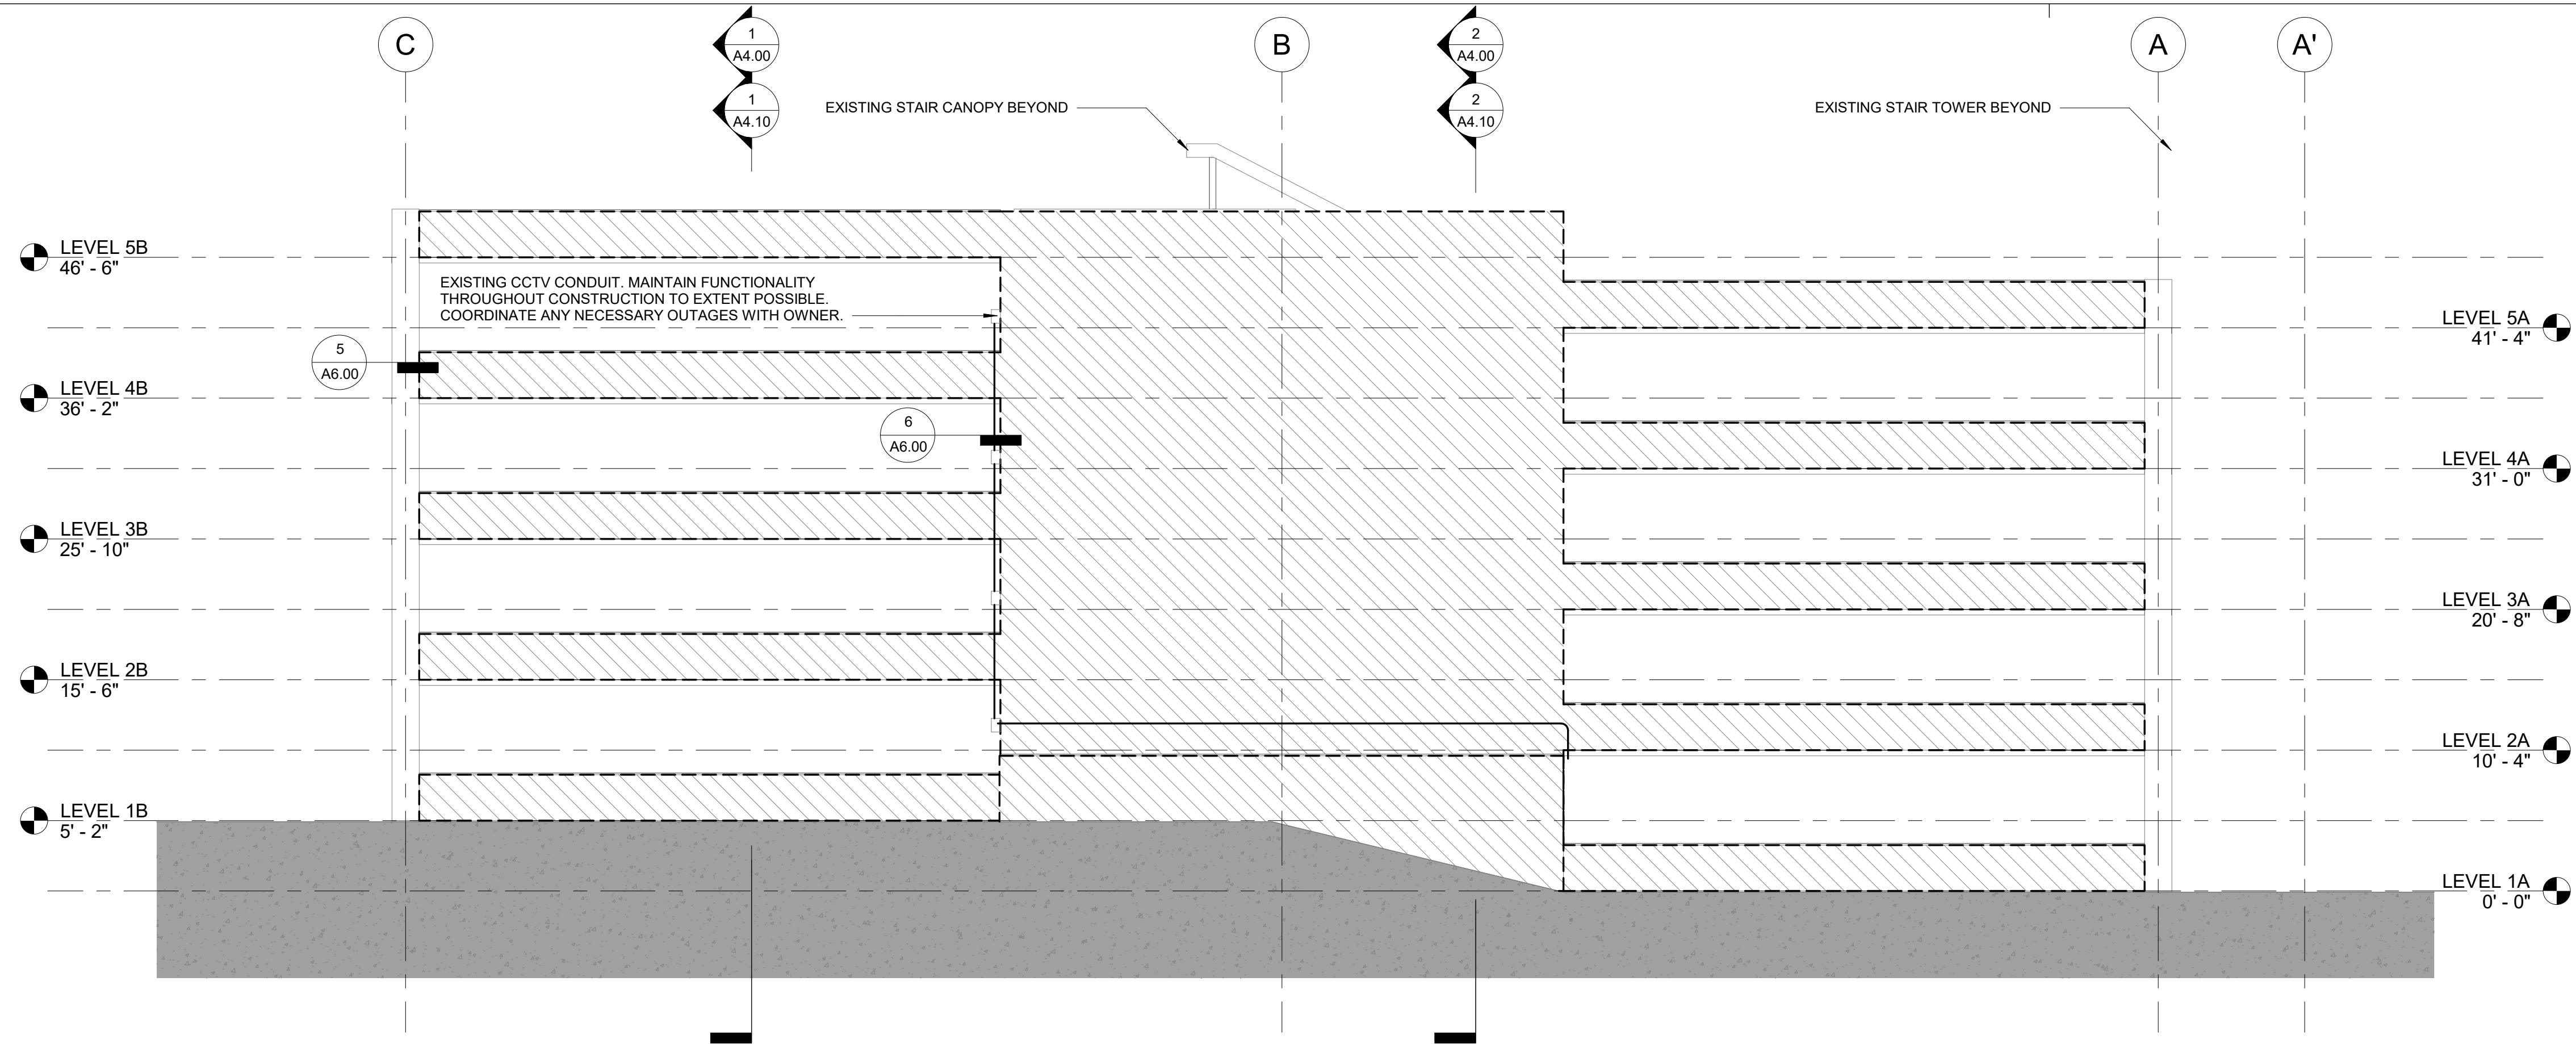 C
1
A4.00
1
A4.10
B
2
A4.00
2
A4.10
A
A'
EXISTING STAIR CANOPY BEYOND
EXISTING STAIR TOWER BEYOND
LEVEL 5B
46' - 6"
EXISTING CCTV CONDUIT. MAINTAIN FUNCTIONALITY
THROUGHOUT CONSTRUCTION TO EXTENT POSSIBLE.
COORDINATE ANY NECESSARY OUTAGES WITH OWNER.
LEVEL 5A
41' - 4"
5
A6.00
LEVEL 4B
36' - 2"
6
A6.00
LEVEL 4A
31' - 0"
LEVEL 3B
25' - 10"
LEVEL 3A
20' - 8"
LEVEL 2B
15' - 6"
LEVEL 2A
10' - 4"
LEVEL 1B
5' - 2"
LEVEL 1A
0' - 0"